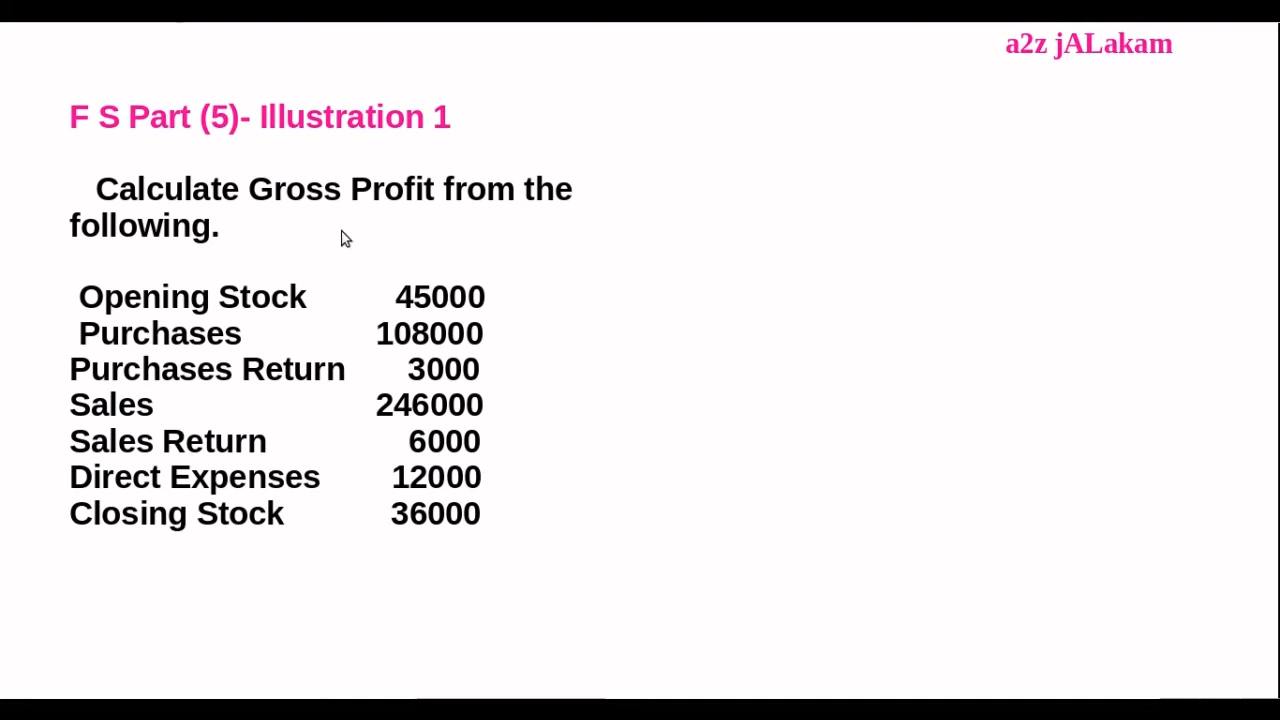 a2z jALakam
F S Part (5)- Illustration 1
Calculate Gross Profit from the
following.
Opening Stock 45000
Purchases 108000
Purchases Return 3000
Sales 246000
Sales Return 6000
Direct Expenses 12000
Closing Stock 36000